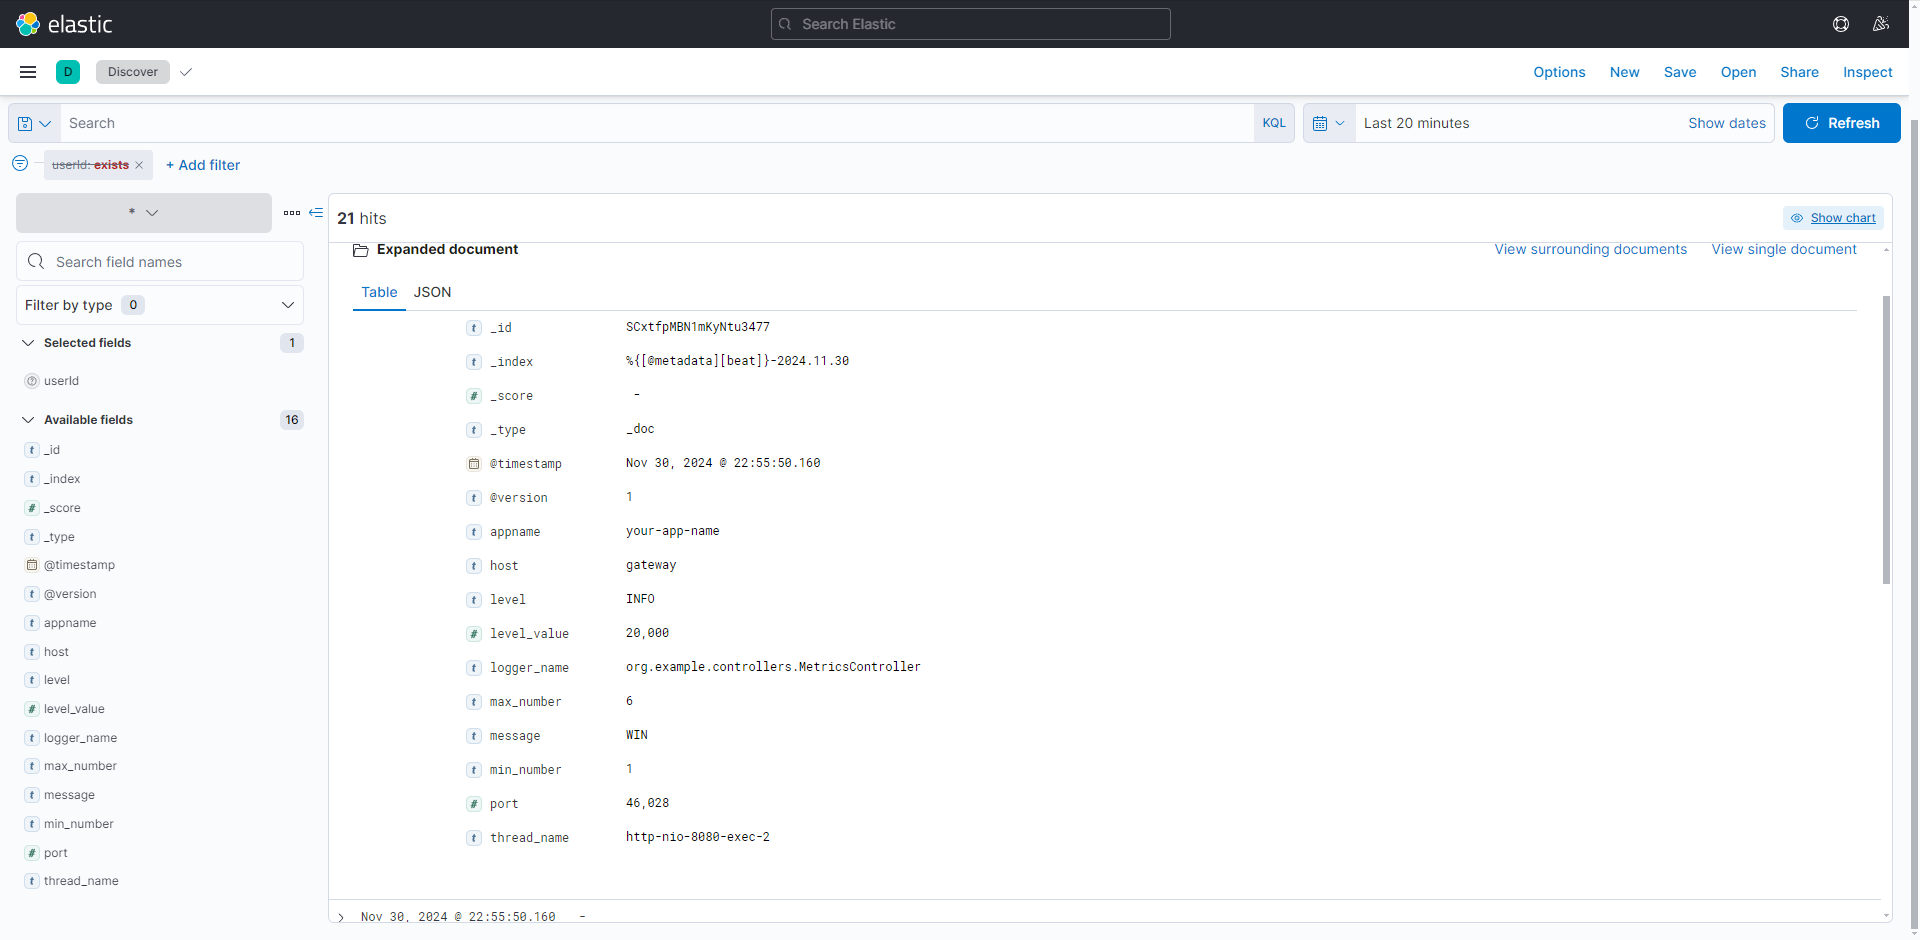 elastic
Search Elastic
D
Discover
Options
New
Save
Open
Share
Inspect
Search
KQL
Last 20 minutes
Show dates
Refresh
userId: exists
+ Add filter
*
Search field names
Filter by type 0
Selected fields 1
userId
Available fields 16
t _id
t _index
# _score
t _type
@timestamp
t @version
t appname
t host
t level
# level_value
t logger_name
t max_number
t message
t min_number
# port
t thread_name
21 hits
Show chart
Expanded document
View surrounding documents
View single document
Table
JSON
t _id SCxtfpMBN1mKyNtu3477
t _index %{[@metadata][beat]}-2024.11.30
# _score -
t _type _doc
@timestamp Nov 30, 2024 @ 22:55:50.160
t @version 1
t appname your-app-name
t host gateway
t level INFO
# level_value 20,000
t logger_name org.example.controllers.MetricsController
t max_number 6
t message WIN
t min_number 1
# port 46,028
t thread_name http-nio-8080-exec-2
Nov 30, 2024 @ 22:55:50.160 -